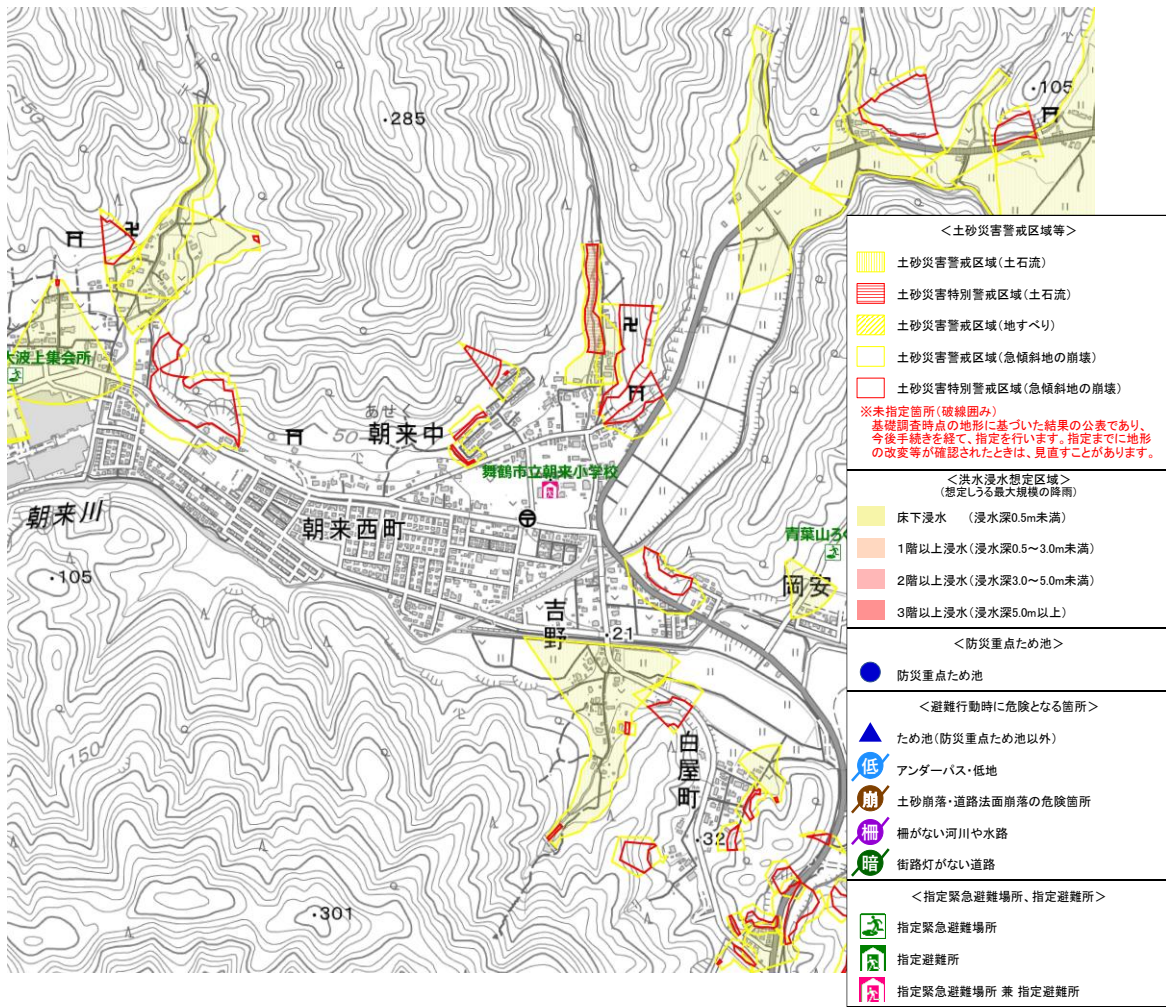 150
・285
・105
大波上集会所
あせく
朝来中
50
舞鶴市立朝来小学校
朝来川
朝来西町
青葉山ろく
・105
岡安
吉野
・21
白屋町
150
・32
・301
＜土砂災害警戒区域等＞
土砂災害警戒区域（土石流）
土砂災害特別警戒区域（土石流）
土砂災害警戒区域（地すべり）
土砂災害警戒区域（急傾斜地の崩壊）
土砂災害特別警戒区域（急傾斜地の崩壊）
※未指定箇所（破線囲み）
基礎調査時点の地形に基づいた結果の公表であり、
今後手続きを経て、指定を行います。指定までに地形
の改変等が確認されたときは、見直すことがあります。
＜洪水浸水想定区域＞
（想定しうる最大規模の降雨）
床下浸水　（浸水深0.5m未満）
1階以上浸水（浸水深0.5～3.0m未満）
2階以上浸水（浸水深3.0～5.0m未満）
3階以上浸水（浸水深5.0m以上）
＜防災重点ため池＞
防災重点ため池
＜避難行動時に危険となる箇所＞
ため池（防災重点ため池以外）
低 アンダーパス・低地
崩 土砂崩落・道路法面崩落の危険箇所
柵 柵がない河川や水路
暗 街路灯がない道路
＜指定緊急避難場所、指定避難所＞
指定緊急避難場所
指定避難所
指定緊急避難場所 兼 指定避難所